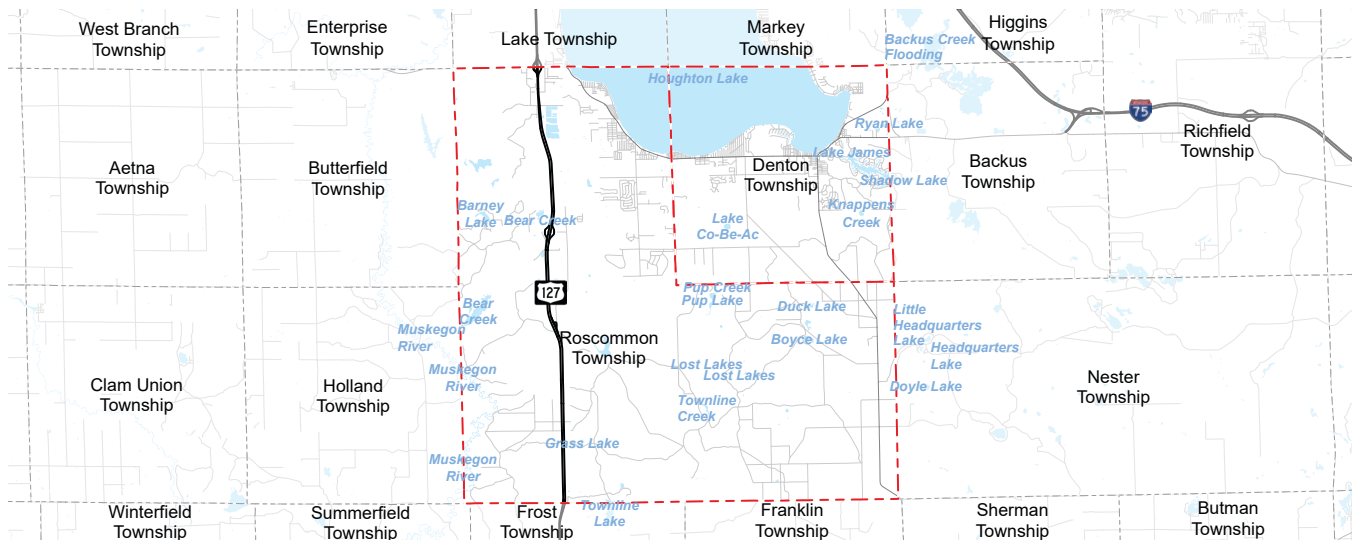 West Branch
Township
Enterprise
Township
Lake Township
Markey
Township
Higgins
Township
Backus Creek
Flooding
Houghton Lake
75
Ryan Lake
Richfield
Township
Aetna
Township
Butterfield
Township
Denton
Township
Lake James
Shadow Lake
Backus
Township
Barney
Lake
Bear Creek
Lake
Co-Be-Ac
Knappens
Creek
127
Pup Creek
Pup Lake
Duck Lake
Bear
Creek
Little
Headquarters
Lake
Muskegon
River
Roscommon
Township
Boyce Lake
Headquarters
Lake
Muskegon
River
Lost Lakes
Lost Lakes
Doyle Lake
Clam Union
Township
Holland
Township
Nester
Township
Townline
Creek
Grass Lake
Muskegon
River
Winterfield
Township
Summerfield
Township
Frost
Township
Townline
Lake
Franklin
Township
Sherman
Township
Butman
Township